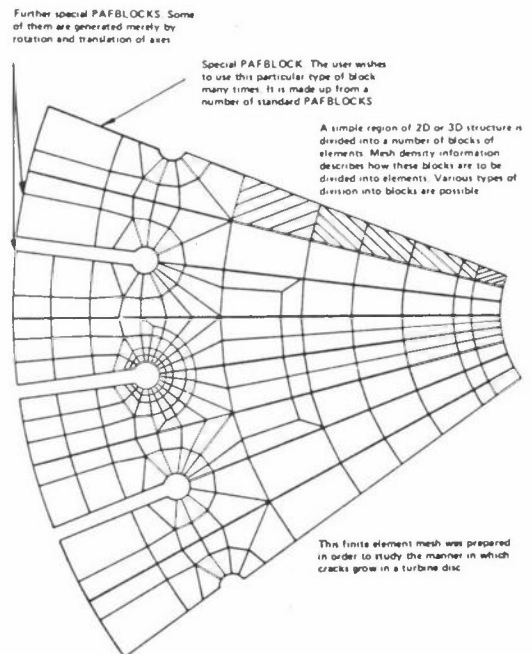 Further special PAFBLOCKS. Some
of them are generated merely by
rotation and translation of axes
Special PAFBLOCK. The user wishes
to use this particular type of block
many times. It is made up from a
number of standard PAFBLOCKS
A simple region of 2D or 3D structure is
divided into a number of blocks of
elements. Mesh density information
describes how these blocks are to be
divided into elements. Various types of
division into blocks are possible
This finite element mesh was prepared
in order to study the manner in which
cracks grow in a turbine disc